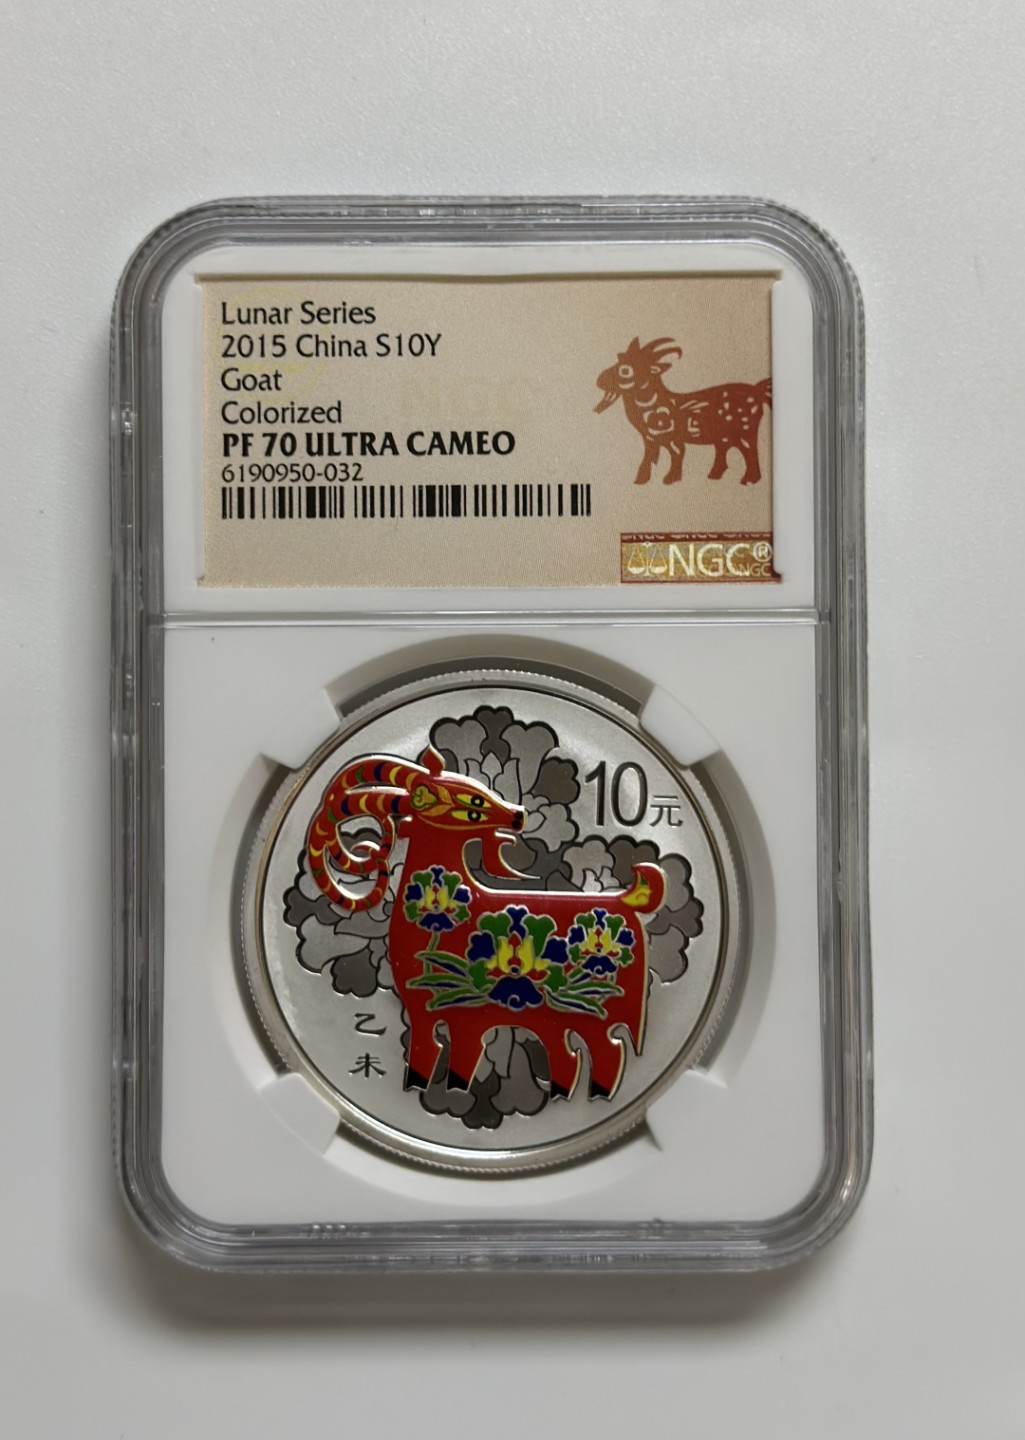 Lunar Series
2015 China S10Y
Goat
Colorized
PF 70 ULTRA CAMEO
6190950-032
NGC®
NGC
10元
乙
未